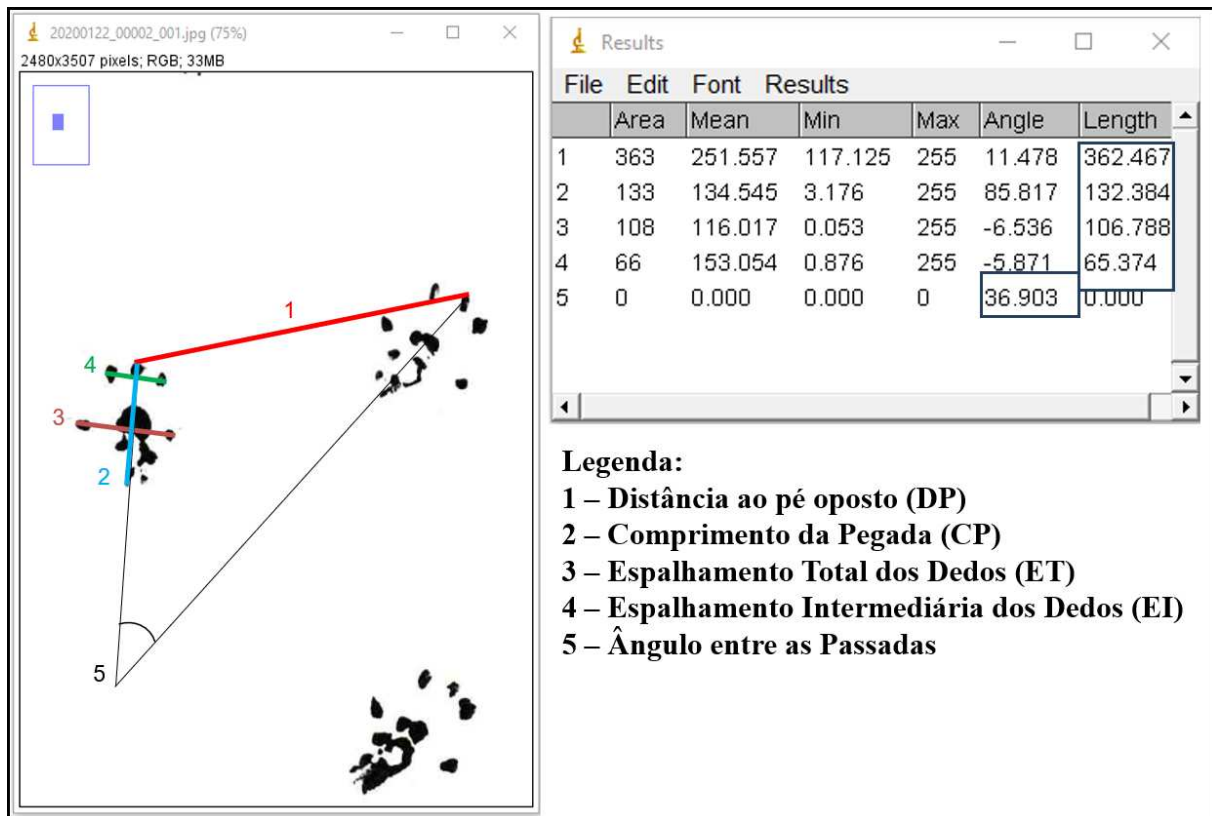 20200122_00002_001.jpg (75%)
2480x3507 pixels; RGB; 33MB
1
4
3
2
5
Results
File Edit Font Results
Area Mean Min Max Angle Length
1 363 251.557 117.125 255 11.478 362.467
2 133 134.545 3.176 255 85.817 132.384
3 108 116.017 0.053 255 -6.536 106.788
4 66 153.054 0.876 255 -5.871 65.374
5 0 0.000 0.000 0 36.903 0.000
Legenda:
1 – Distância ao pé oposto (DP)
2 – Comprimento da Pegada (CP)
3 – Espalhamento Total dos Dedos (ET)
4 – Espalhamento Intermediária dos Dedos (EI)
5 – Ângulo entre as Passadas